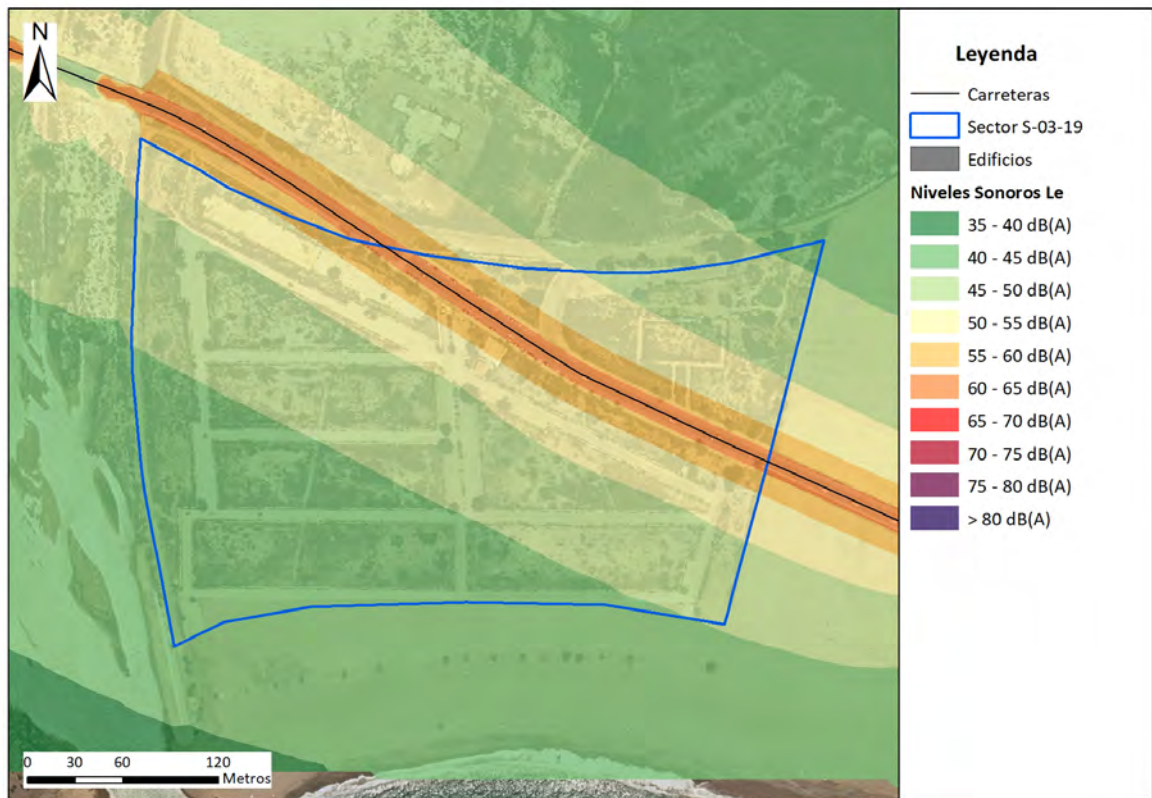 N
0 30 60 120
Metros
Leyenda
Carreteras
Sector S-03-19
Edificios
Niveles Sonoros Le
35 - 40 dB(A)
40 - 45 dB(A)
45 - 50 dB(A)
50 - 55 dB(A)
55 - 60 dB(A)
60 - 65 dB(A)
65 - 70 dB(A)
70 - 75 dB(A)
75 - 80 dB(A)
> 80 dB(A)